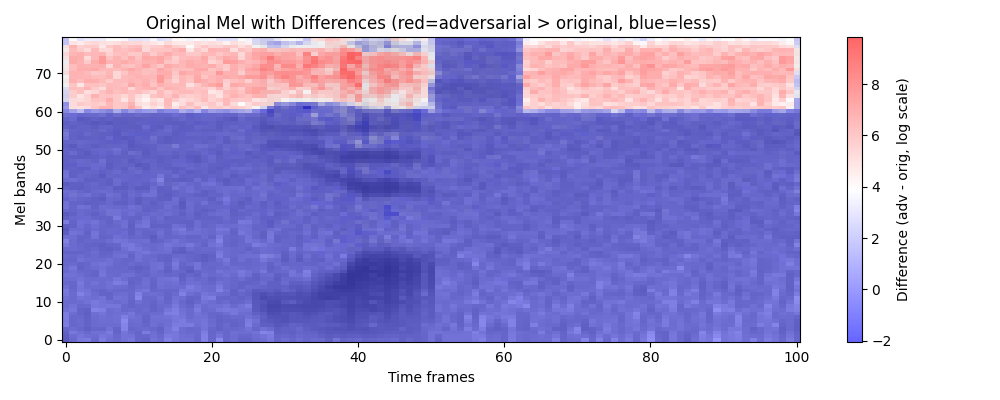 Original Mel with Differences (red=adversarial > original, blue=less)
Mel bands
70
60
50
40
30
20
10
0
0 20 40 60 80 100
Time frames
8
6
4
2
0
−2
Difference (adv - orig, log scale)